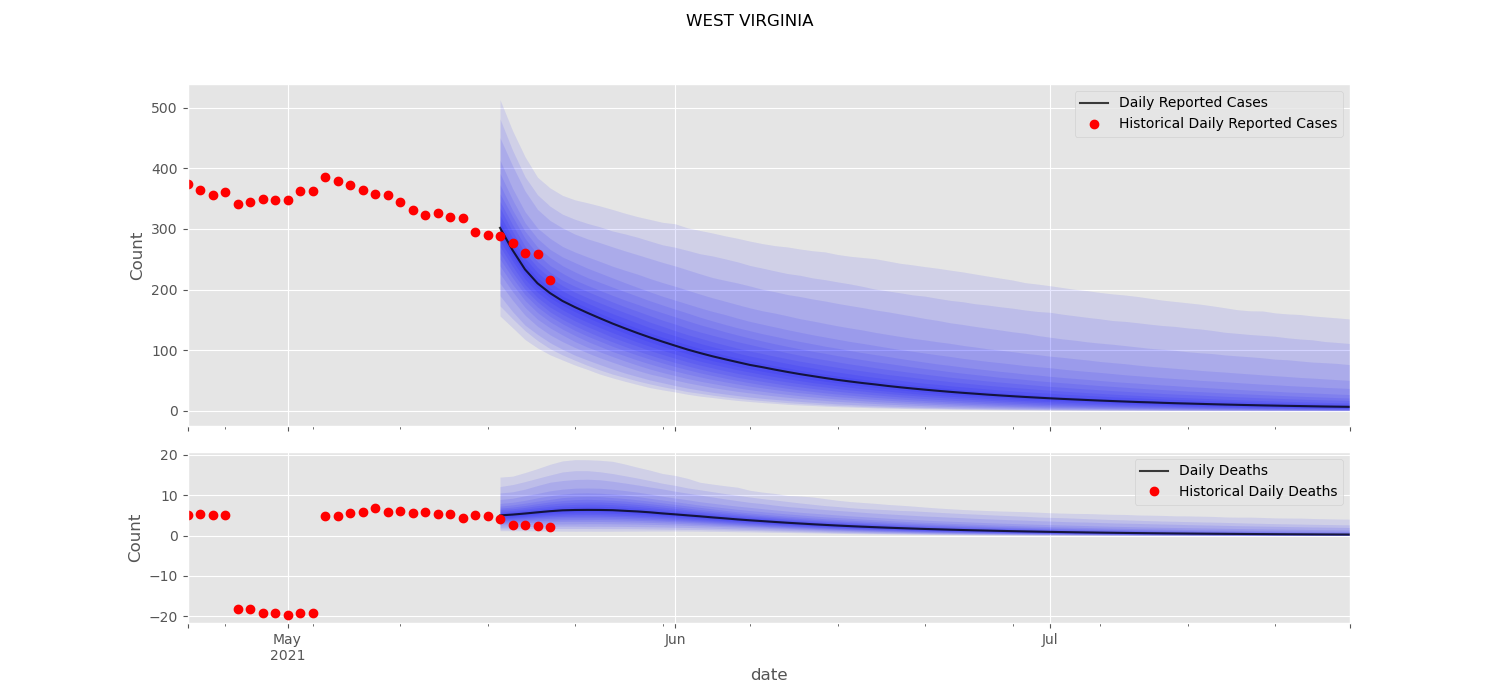 WEST VIRGINIA
500
400
300
200
100
0
Count
Daily Reported Cases
Historical Daily Reported Cases
20
10
0
−10
−20
Count
Daily Deaths
Historical Daily Deaths
May
2021
Jun
Jul
date